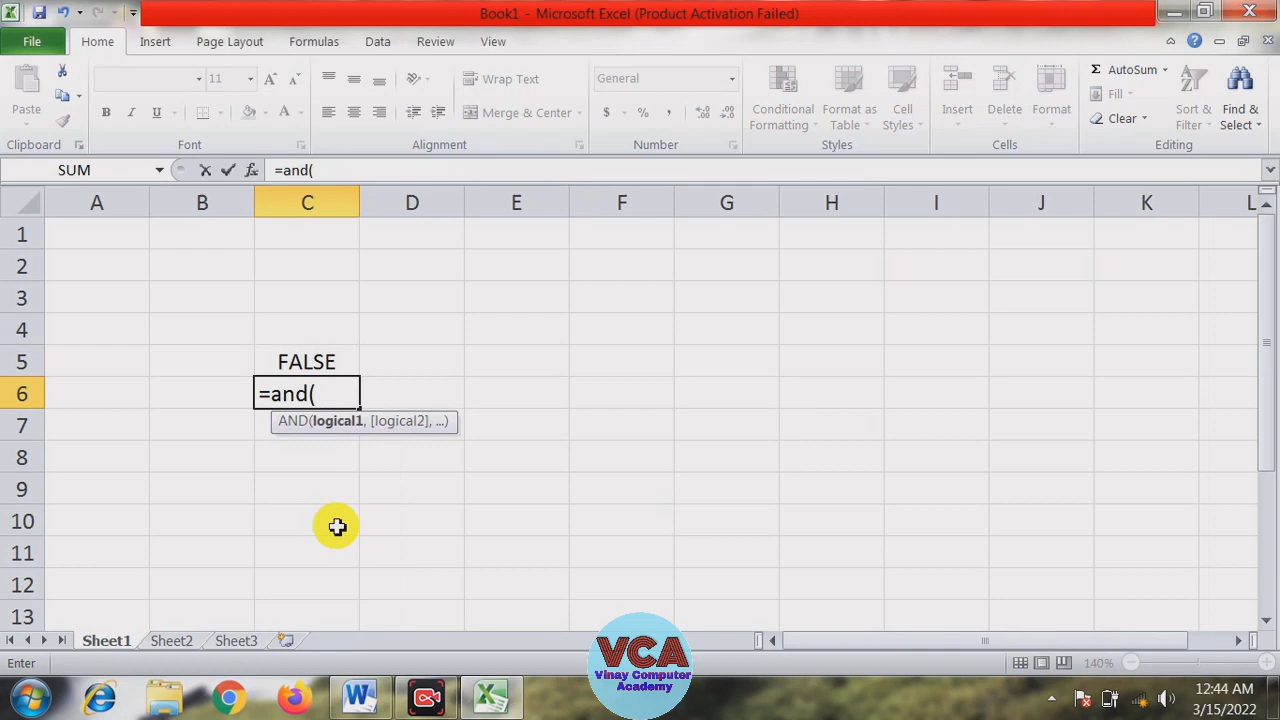 Book1 - Microsoft Excel (Product Activation Failed)
File Home Insert Page Layout Formulas Data Review View
Paste
11
Wrap Text
Merge & Center
General
$ % ,
Conditional Formatting
Format as Table
Cell Styles
Insert
Delete
Format
Σ AutoSum
Fill
Clear
Sort & Filter
Find & Select
B I U
Clipboard Font Alignment Number Styles Cells Editing
SUM fx =and(
A B C D E F G H I J K L
1
2
3
4
5 FALSE
6 =and(
AND(logical1, [logical2], ...)
7
8
9
10
11
12
13
Sheet1 Sheet2 Sheet3
Enter 140%
VCA
Vinay Computer
Academy
12:44 AM
3/15/2022